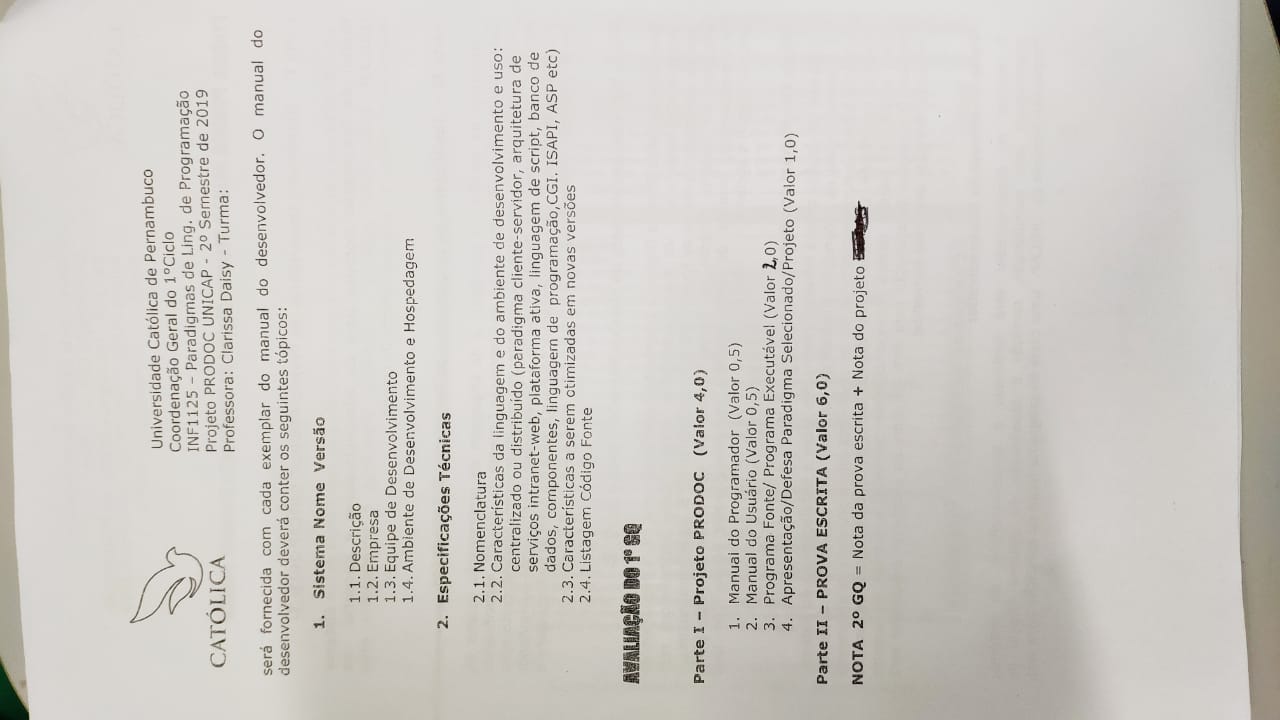 CATÓLICA
Universidade Católica de Pernambuco
Coordenação Geral do 1ºCiclo
INF1125 – Paradigmas de Ling. de Programação
Projeto PRODOC UNICAP - 2º Semestre de 2019
Professora: Clarissa Daisy - Turma:
será fornecida com cada exemplar do manual do desenvolvedor. O manual do
desenvolvedor deverá conter os seguintes tópicos:
1. Sistema Nome Versão
1.1. Descrição
1.2. Empresa
1.3. Equipe de Desenvolvimento
1.4. Ambiente de Desenvolvimento e Hospedagem
2. Especificações Técnicas
2.1. Nomenclatura
2.2. Características da linguagem e do ambiente de desenvolvimento e uso:
centralizado ou distribuído (paradigma cliente-servidor, arquitetura de
serviços intranet-web, plataforma ativa, linguagem de script, banco de
dados, componentes, linguagem de programação,CGI. ISAPI, ASP etc)
2.3. Características a serem otimizadas em novas versões
2.4. Listagem Código Fonte
AVALIAÇÃO DO 1º GQ
Parte I – Projeto PRODOC (Valor 4,0)
1. Manual do Programador (Valor 0,5)
2. Manual do Usuário (Valor 0,5)
3. Programa Fonte/ Programa Executável (Valor 2,0)
4. Apresentação/Defesa Paradigma Selecionado/Projeto (Valor 1,0)
Parte II – PROVA ESCRITA (Valor 6,0)
NOTA 2º GQ = Nota da prova escrita + Nota do projeto